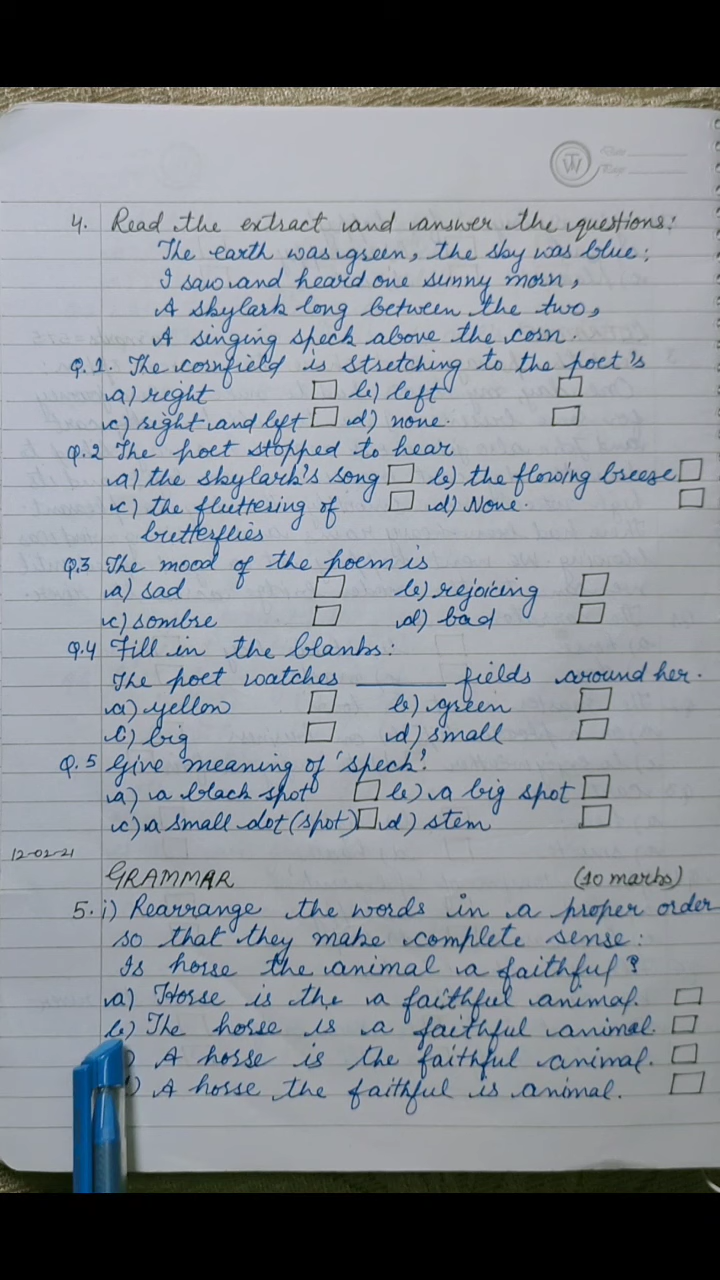 4. Read the extract and answer the questions:
The earth was green, the sky was blue;
I saw and heard one sunny morn,
A skylark long between the two,
A singing speck above the corn.
Q.1. The cornfield is stretching to the poet's
a) right b) left
c) right and left d) none.
Q.2 The poet stopped to hear
a) the skylark's song b) the flowing breeze
c) the fluttering of d) None.
butterflies
Q.3 The mood of the poem is
a) sad b) rejoicing
c) sombre d) bad
Q.4 Fill in the blanks:
The poet watches ______ fields around her.
a) yellow b) green
c) big d) small
Q.5 Give meaning of 'speck'.
a) a black spot b) a big spot
c) a small dot (spot) d) stem
12-02-21
GRAMMAR (10 marks)
5. i) Rearrange the words in a proper order
so that they make complete sense:
Is horse the animal a faithful?
a) Horse is the a faithful animal.
b) The horse is a faithful animal.
) A horse is the faithful animal.
) A horse the faithful is animal.